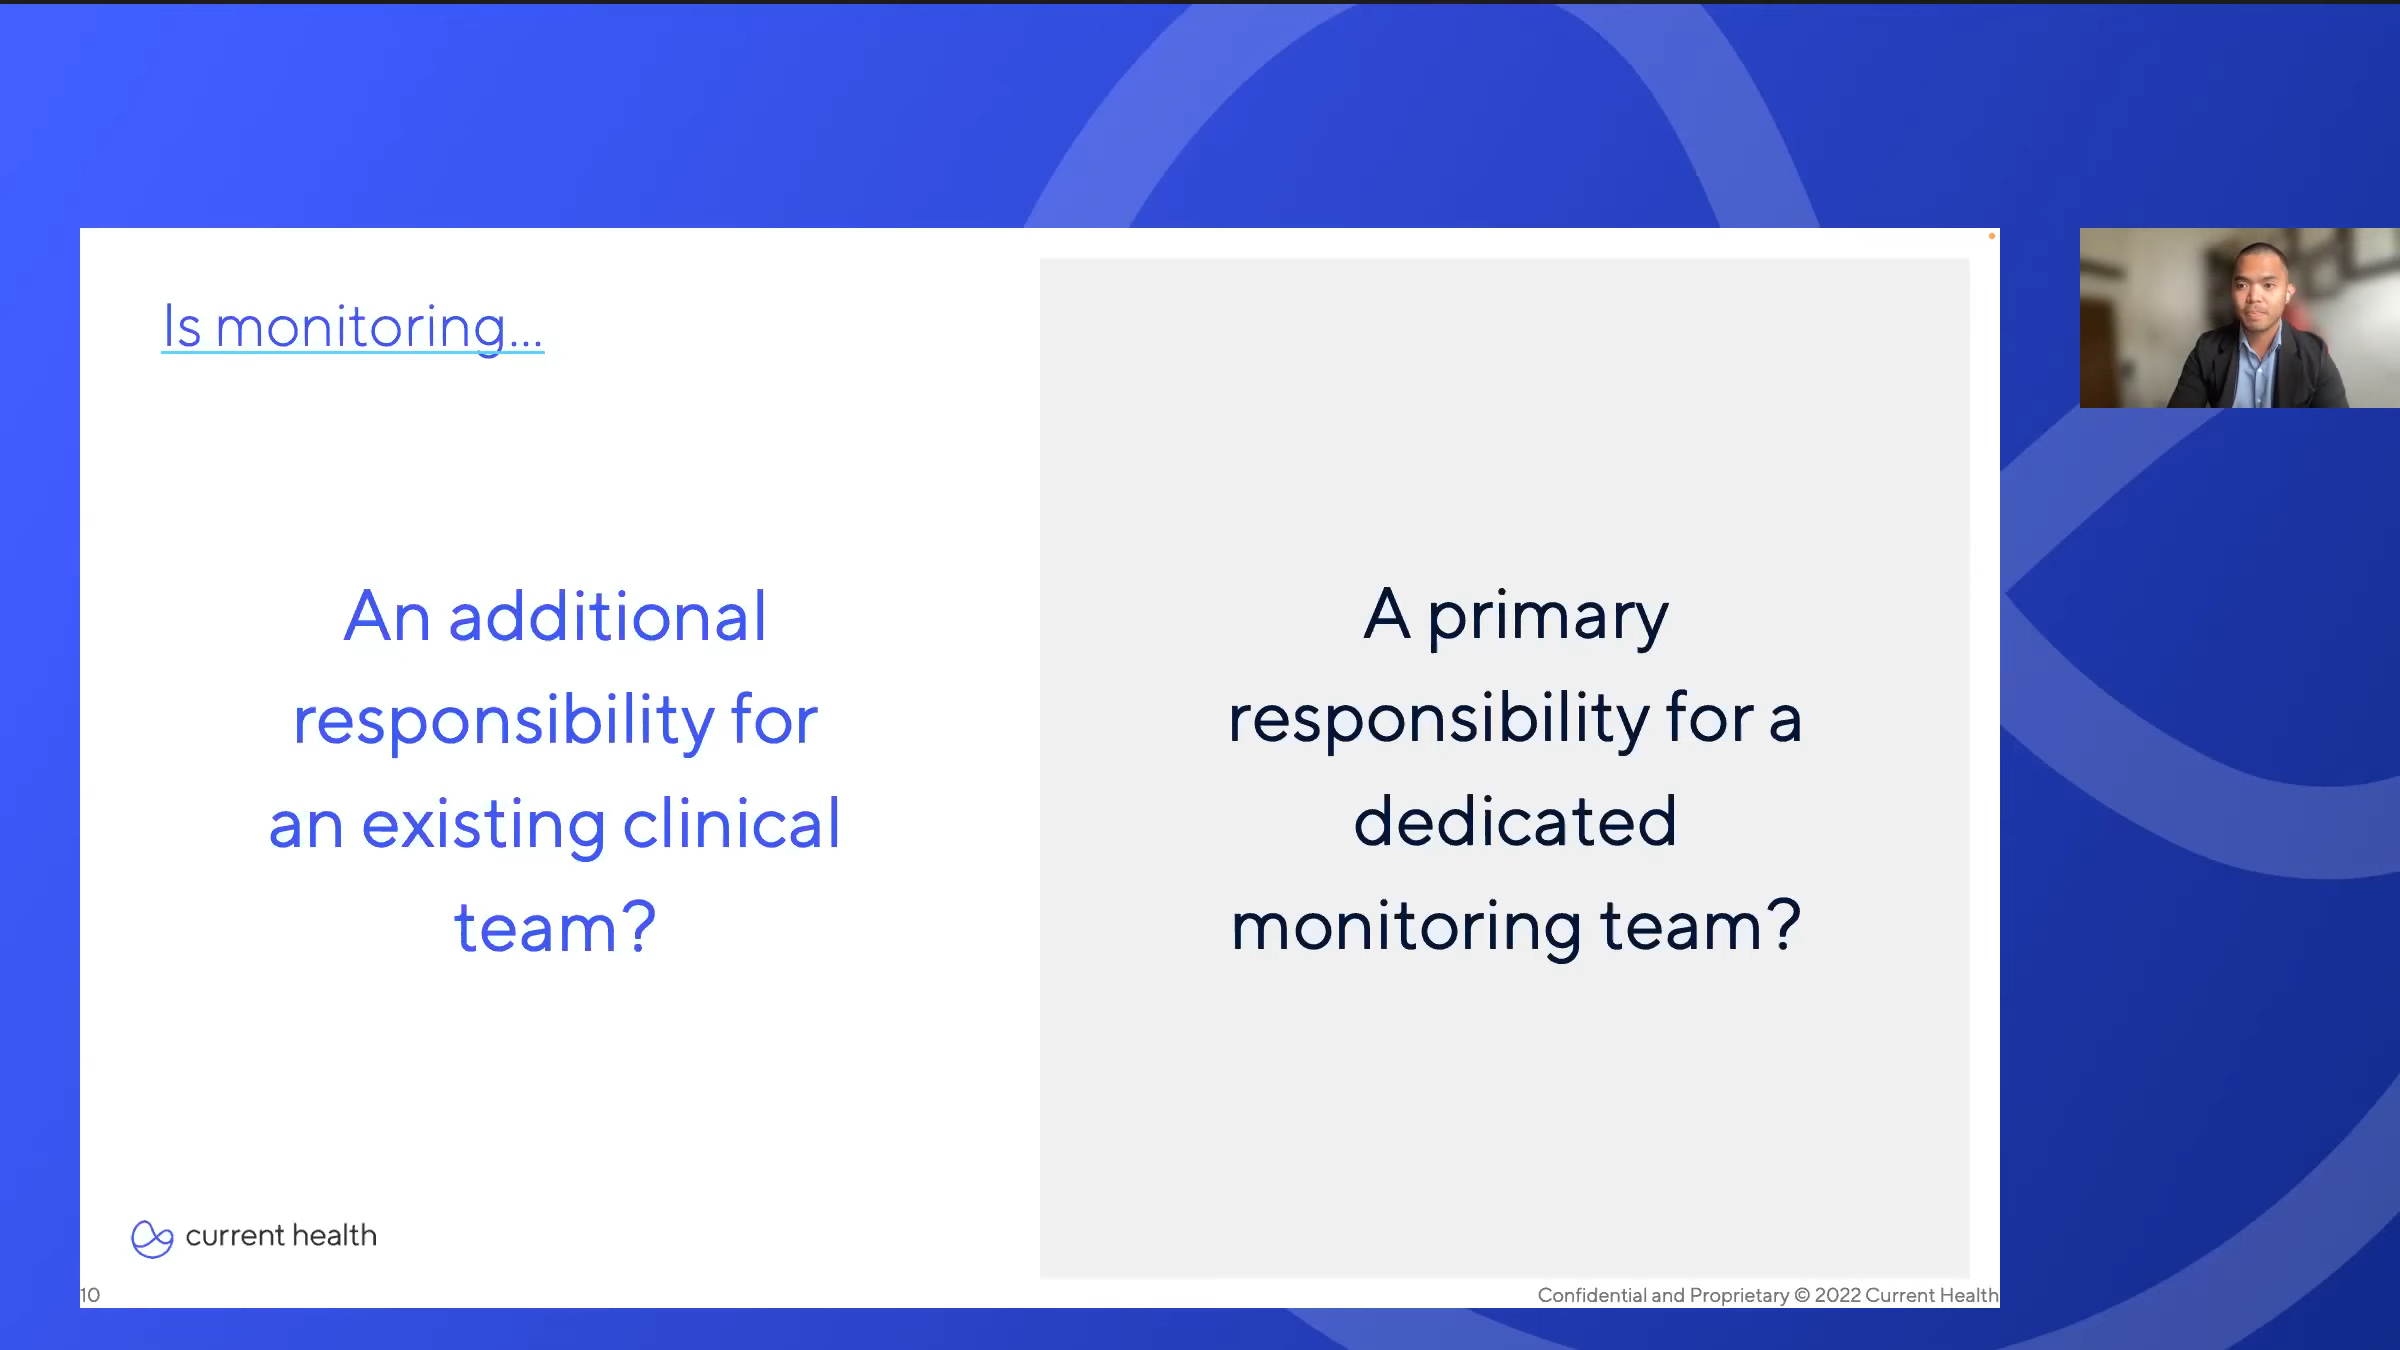 Is monitoring...
An additional
responsibility for
an existing clinical
team?
A primary
responsibility for a
dedicated
monitoring team?
current health
10
Confidential and Proprietary © 2022 Current Health